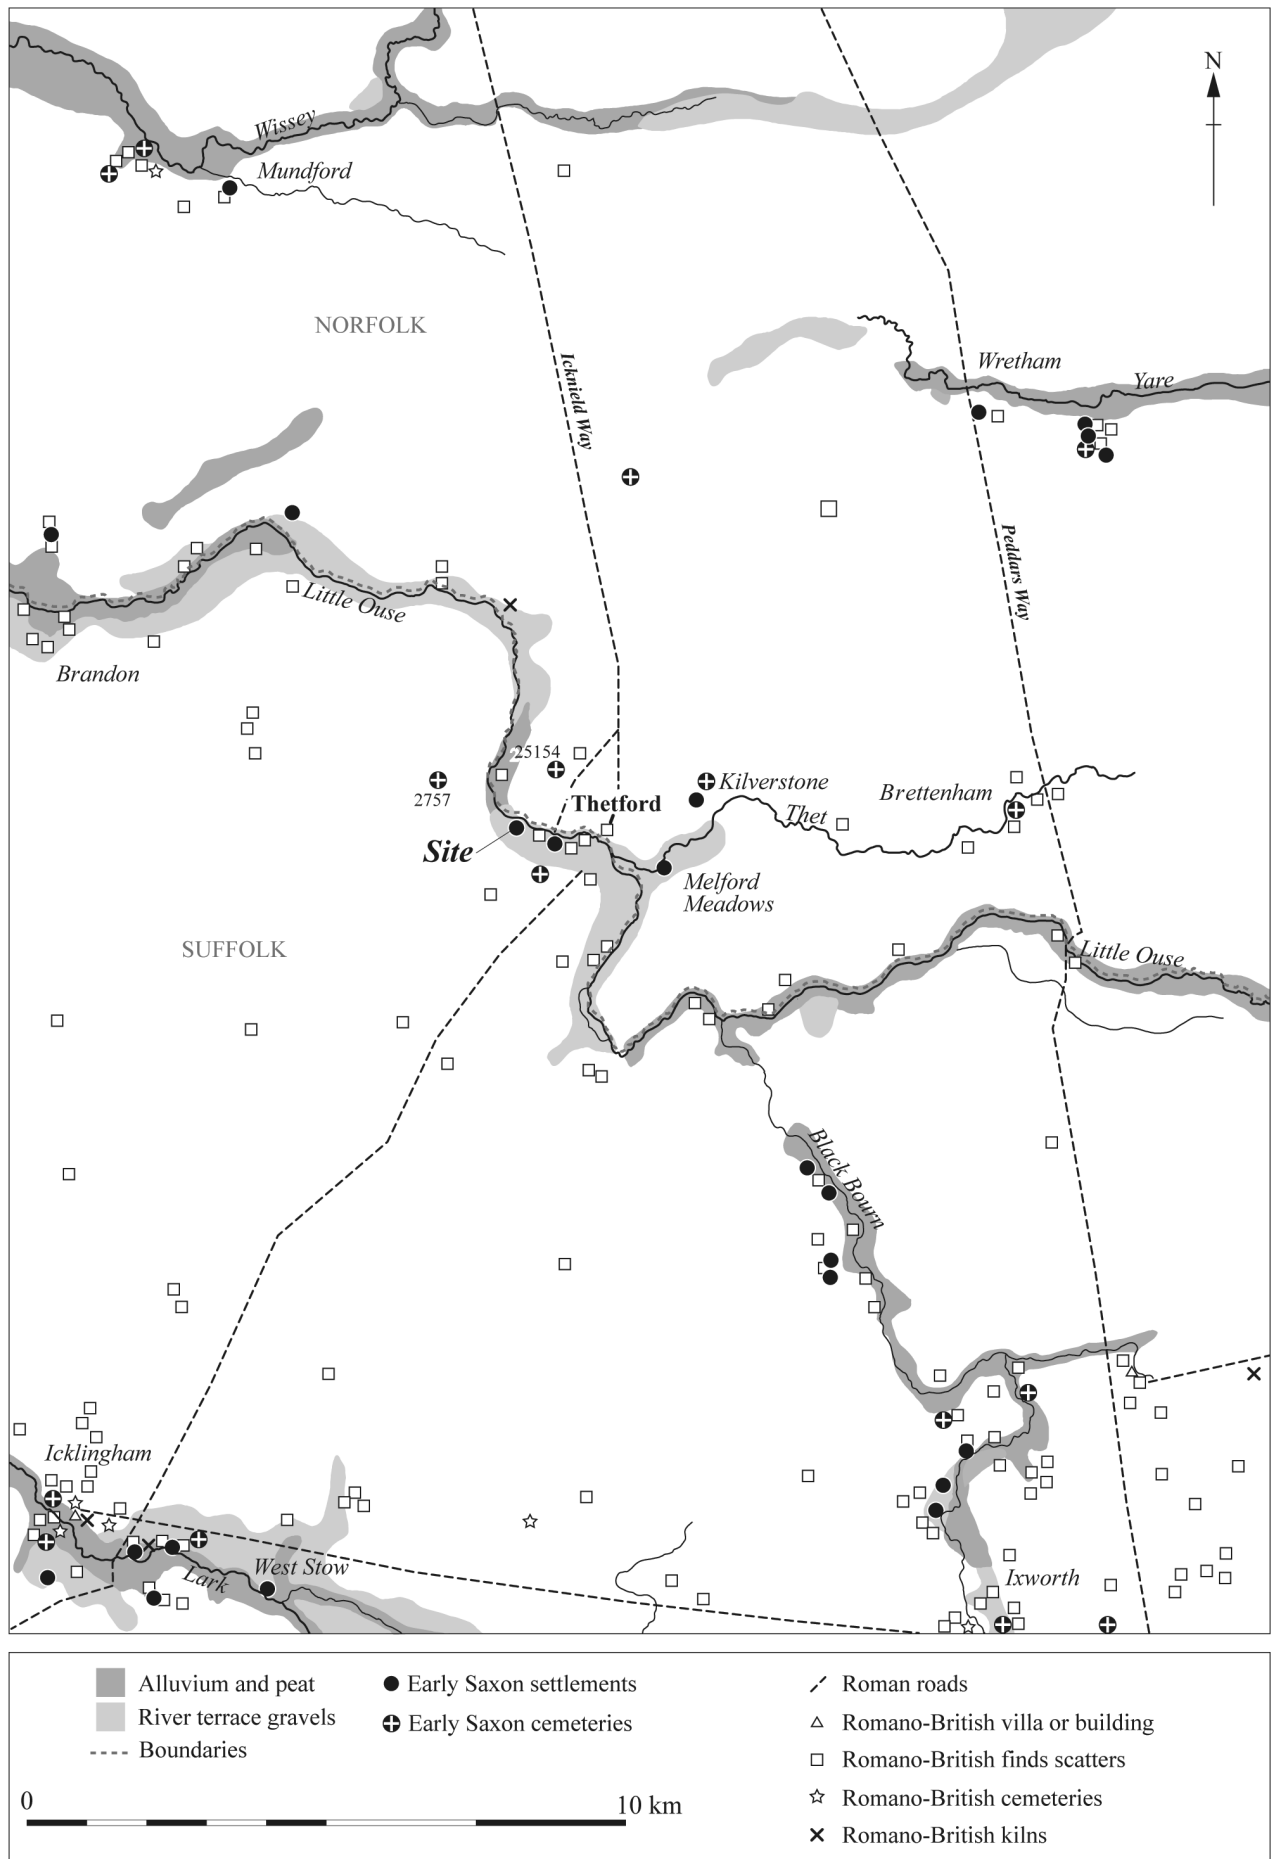 N
Wissey
Mundford
NORFOLK
Icknield Way
Wretham
Yare
Peddars Way
Little Ouse
Brandon
25154
2757
Thetford
Kilverstone
Thet
Brettenham
Site
Melford
Meadows
SUFFOLK
Little Ouse
Black Bourn
Icklingham
Lark
West Stow
Ixworth
Alluvium and peat
River terrace gravels
Boundaries
Early Saxon settlements
Early Saxon cemeteries
Roman roads
Romano-British villa or building
Romano-British finds scatters
Romano-British cemeteries
Romano-British kilns
0
10 km